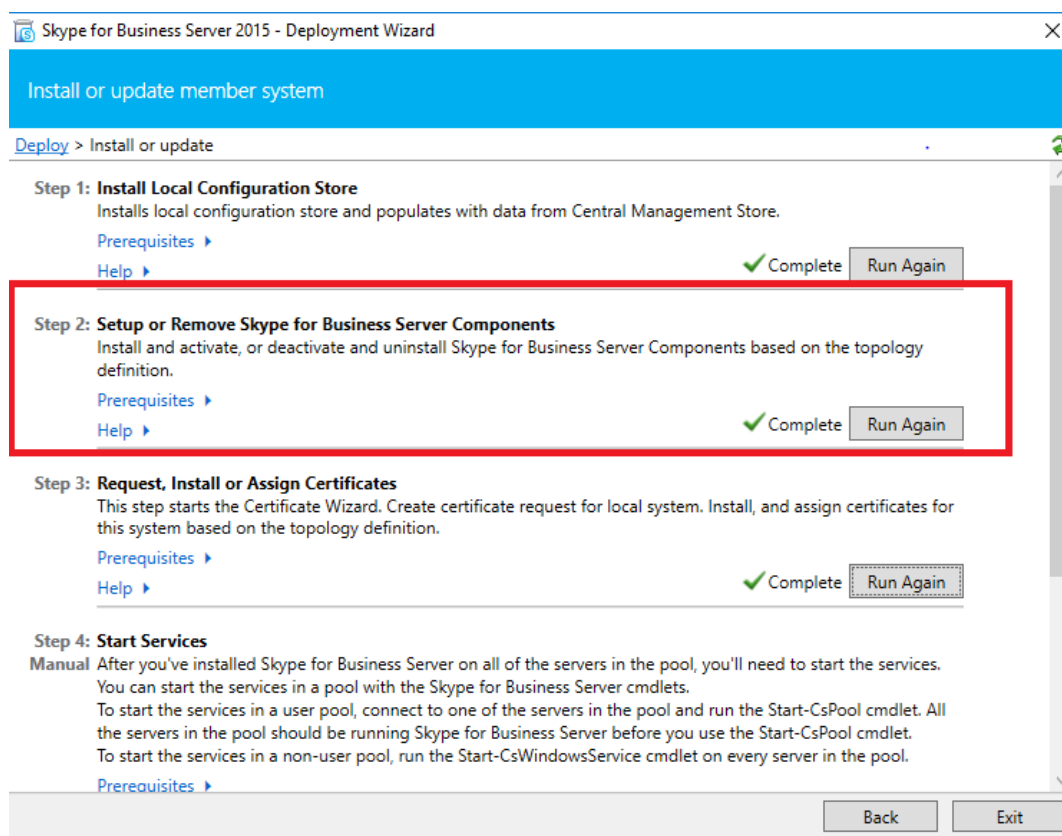 Skype for Business Server 2015 - Deployment Wizard
Install or update member system
Deploy > Install or update
Step 1: Install Local Configuration Store
Installs local configuration store and populates with data from Central Management Store.
Prerequisites
Help
Complete Run Again
Step 2: Setup or Remove Skype for Business Server Components
Install and activate, or deactivate and uninstall Skype for Business Server Components based on the topology
definition.
Prerequisites
Help
Complete Run Again
Step 3: Request, Install or Assign Certificates
This step starts the Certificate Wizard. Create certificate request for local system. Install, and assign certificates for
this system based on the topology definition.
Prerequisites
Help
Complete Run Again
Step 4: Start Services
Manual After you've installed Skype for Business Server on all of the servers in the pool, you'll need to start the services.
You can start the services in a pool with the Skype for Business Server cmdlets.
To start the services in a user pool, connect to one of the servers in the pool and run the Start-CsPool cmdlet. All
the servers in the pool should be running Skype for Business Server before you use the Start-CsPool cmdlet.
To start the services in a non-user pool, run the Start-CsWindowsService cmdlet on every server in the pool.
Prerequisites
Back Exit